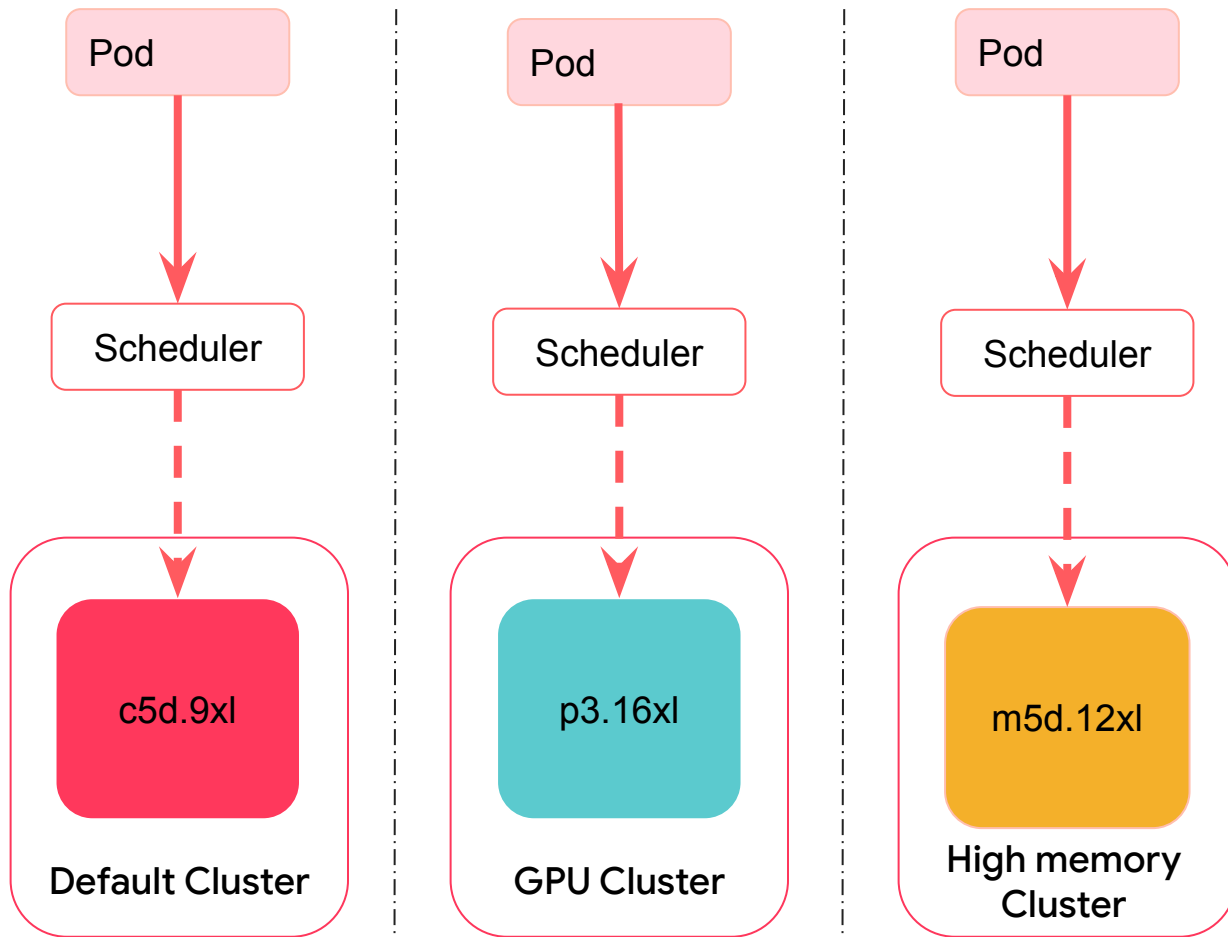 Pod
Pod
Pod
Scheduler
Scheduler
Scheduler
c5d.9xl
p3.16xl
m5d.12xl
Default Cluster
GPU Cluster
High memory
Cluster